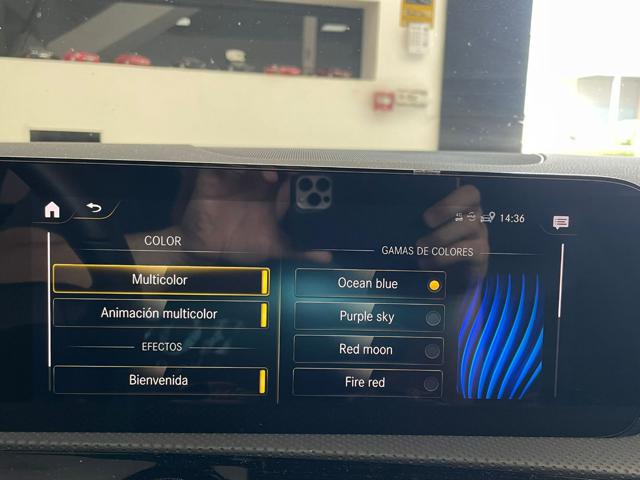 14:36
COLOR
Multicolor
Animación multicolor
EFECTOS
Bienvenida
GAMAS DE COLORES
Ocean blue
Purple sky
Red moon
Fire red